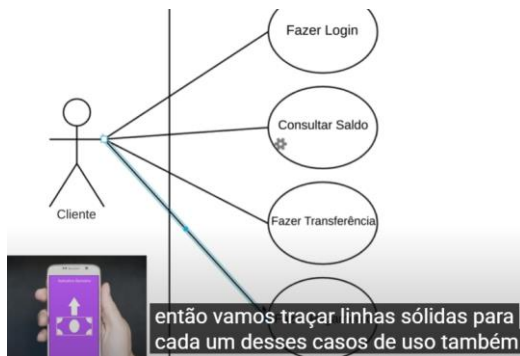 Fazer Login
Consultar Saldo
Fazer Transferência
Cliente
então vamos traçar linhas sólidas para
cada um desses casos de uso também